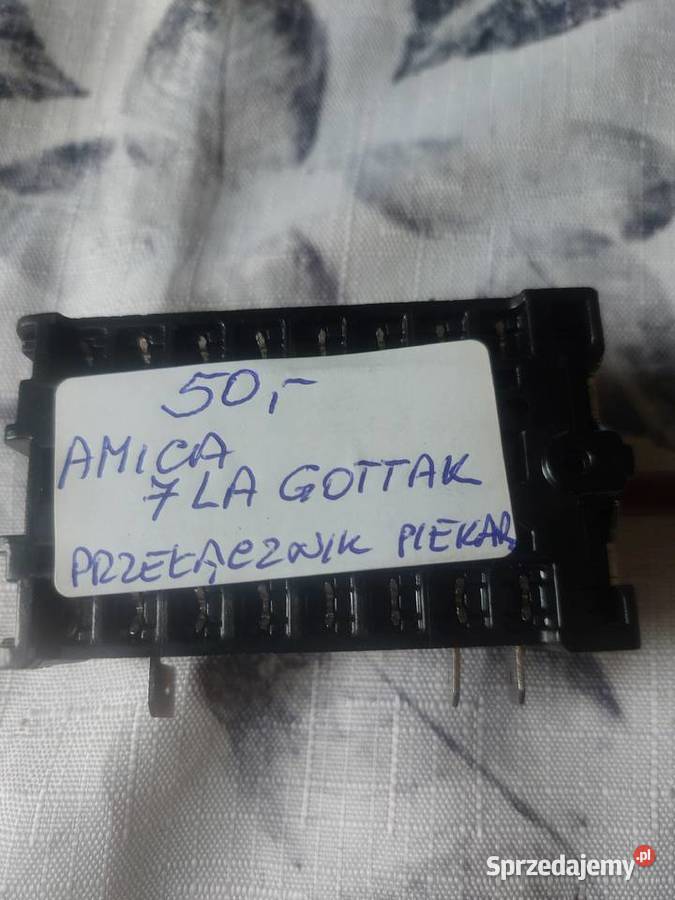 50,-
AMICA
7LA GOTTAK
PRZEŁĄCZNIK PIEKAR
Sprzedajemy.pl